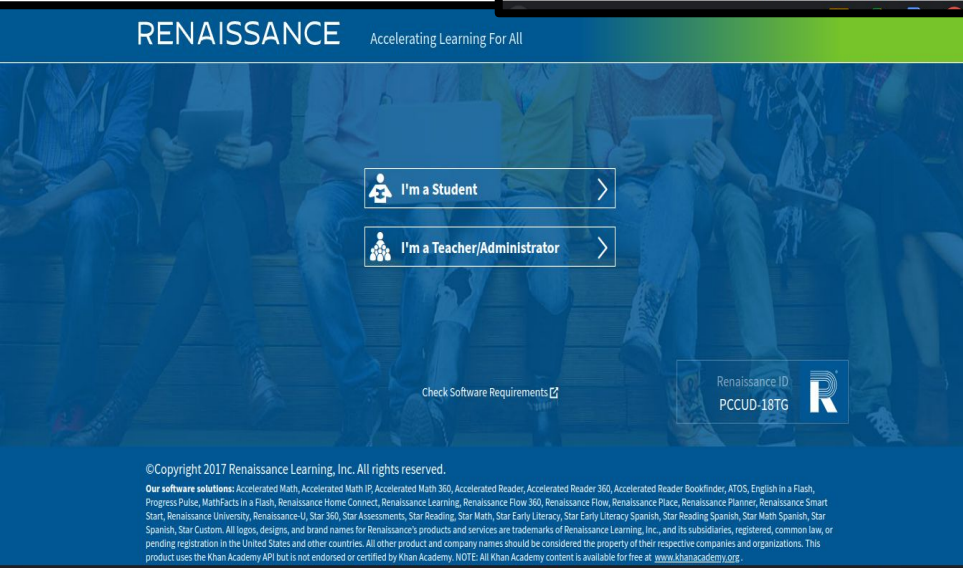 RENAISSANCE Accelerating Learning For All
I'm a Student
I'm a Teacher/Administrator
Check Software Requirements
Renaissance ID
PCCUD-18TG
©Copyright 2017 Renaissance Learning, Inc. All rights reserved.
Our software solutions: Accelerated Math, Accelerated Math IP, Accelerated Math 360, Accelerated Reader, Accelerated Reader 360, Accelerated Reader Bookfinder, ATOS, English in a Flash,
Progress Pulse, MathFacts in a Flash, Renaissance Home Connect, Renaissance Learning, Renaissance Flow 360, Renaissance Flow, Renaissance Place, Renaissance Planner, Renaissance Smart
Start, Renaissance University, Renaissance-U, Star 360, Star Assessments, Star Reading, Star Math, Star Early Literacy, Star Early Literacy Spanish, Star Reading Spanish, Star Math Spanish, Star
Spanish, Star Custom. All logos, designs, and brand names for Renaissance's products and services are trademarks of Renaissance Learning, Inc., and its subsidiaries, registered, common law, or
pending registration in the United States and other countries. All other product and company names should be considered the property of their respective companies and organizations. This
product uses the Khan Academy API but is not endorsed or certified by Khan Academy. NOTE: All Khan Academy content is available for free at www.khanacademy.org .